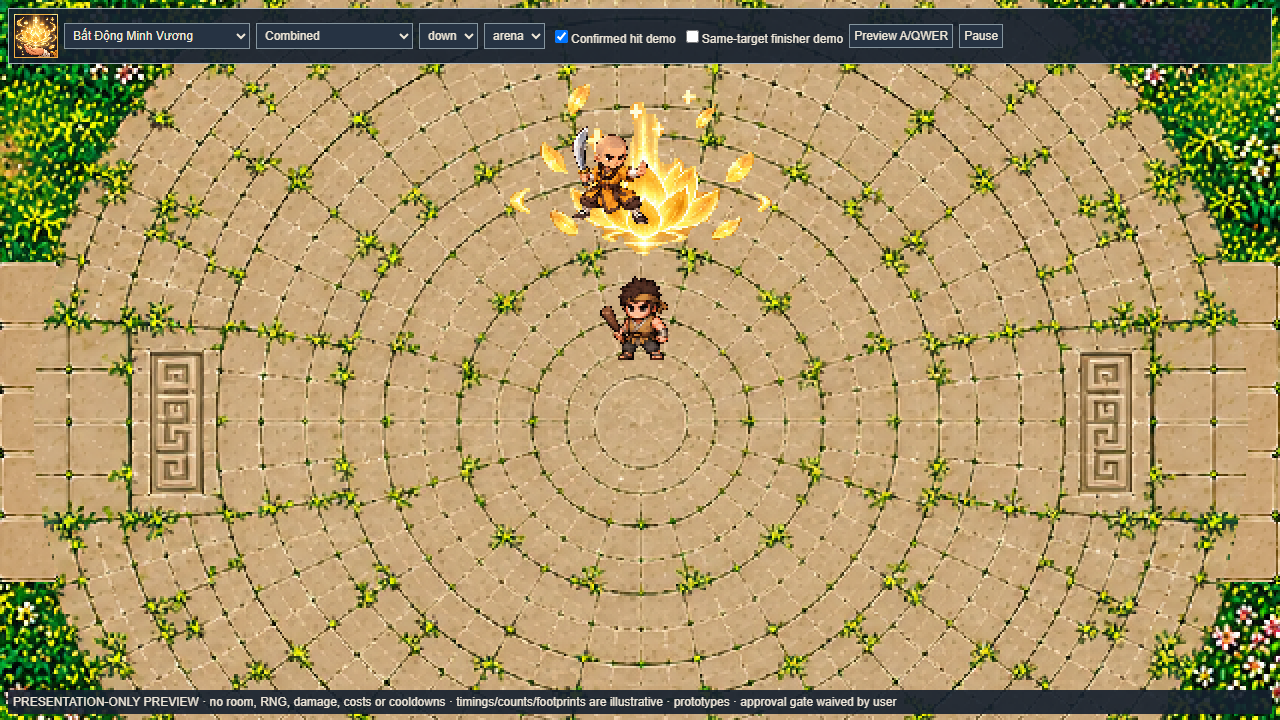 Bất Động Minh Vương Combined down arena Confirmed hit demo Same-target finisher demo Preview A/QWER Pause
PRESENTATION-ONLY PREVIEW · no room, RNG, damage, costs or cooldowns · timings/counts/footprints are illustrative · prototypes · approval gate waived by user